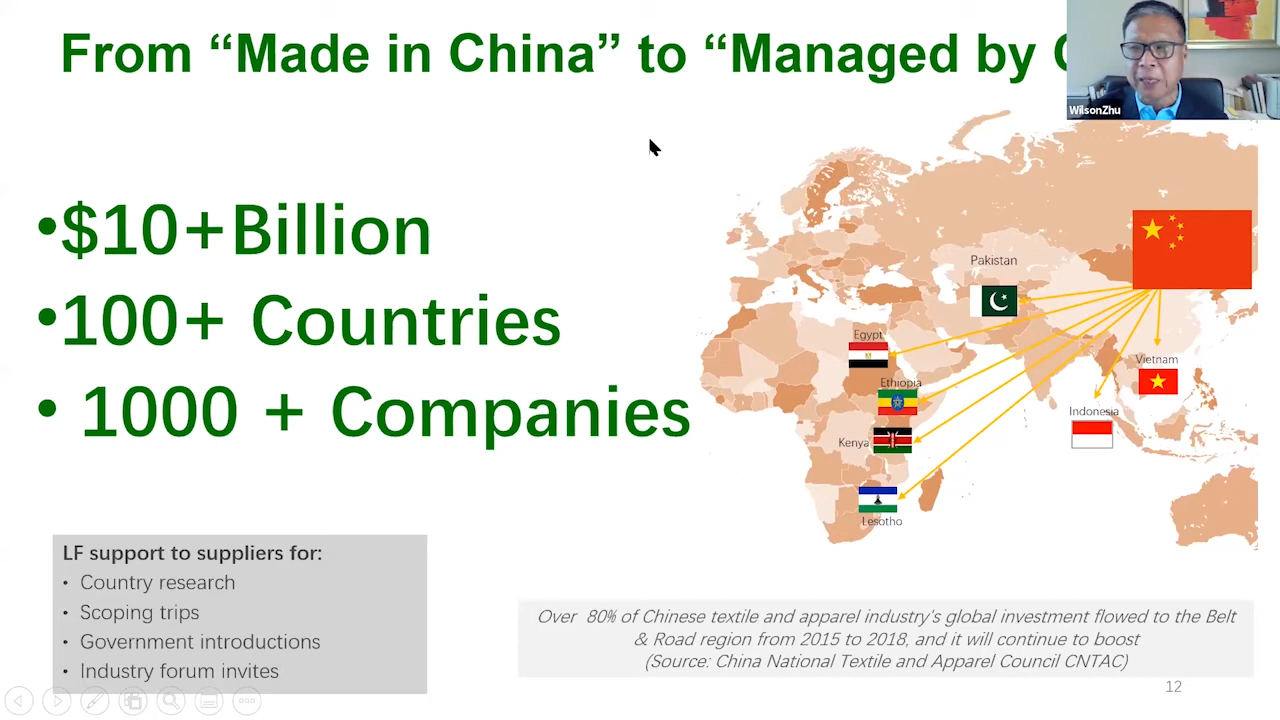 From “Made in China” to “Managed by
WilsonZhu
•$10+Billion
•100+ Countries
• 1000 + Companies
Pakistan
Egypt
Ethiopia
Kenya
Lesotho
Vietnam
Indonesia
LF support to suppliers for:
• Country research
• Scoping trips
• Government introductions
• Industry forum invites
Over 80% of Chinese textile and apparel industry's global investment flowed to the Belt
& Road region from 2015 to 2018, and it will continue to boost
(Source: China National Textile and Apparel Council CNTAC)
12